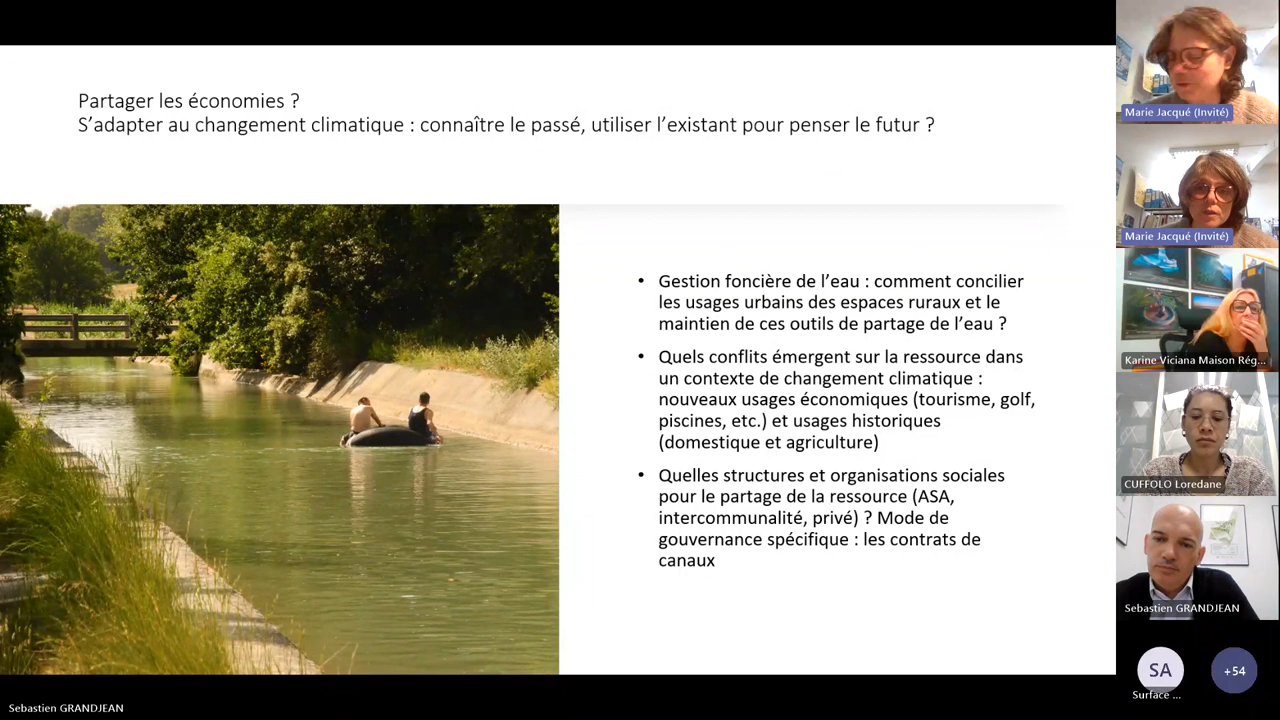 Partager les économies ?
S’adapter au changement climatique : connaître le passé, utiliser l’existant pour penser le futur ?
• Gestion foncière de l’eau : comment concilier
les usages urbains des espaces ruraux et le
maintien de ces outils de partage de l’eau ?
• Quels conflits émergent sur la ressource dans
un contexte de changement climatique :
nouveaux usages économiques (tourisme, golf,
piscines, etc.) et usages historiques
(domestique et agriculture)
• Quelles structures et organisations sociales
pour le partage de la ressource (ASA,
intercommunalité, privé) ? Mode de
gouvernance spécifique : les contrats de
canaux
Marie Jacqué (Invité)
Marie Jacqué (Invité)
Karine Viciana Maison Rég...
CUFFOLO Loredane
Sebastien GRANDJEAN
SA
+54
Surface ...
Sebastien GRANDJEAN